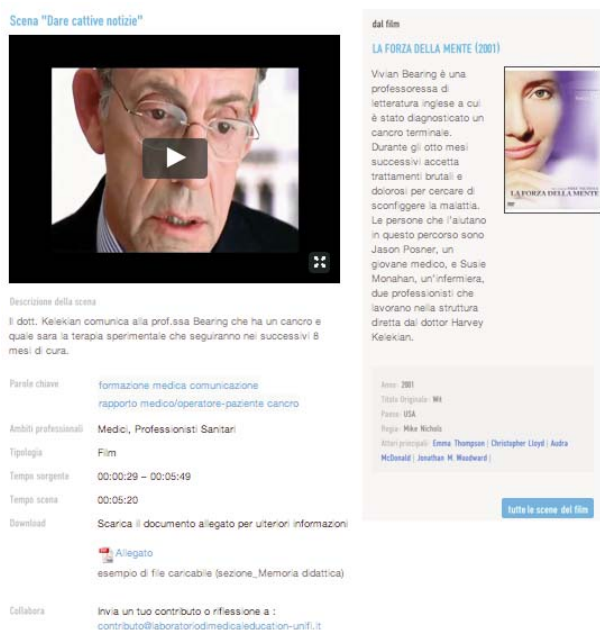 Scena "Dare cattive notizie"
Descrizione della scena
Il dott. Kelekian comunica alla prof.ssa Bearing che ha un cancro e
quale sara la terapia sperimentale che seguiranno nei successivi 8
mesi di cura.
Parole chiave
formazione medica comunicazione
rapporto medico/operatore-paziente cancro
Ambiti professionali
Medici, Professionisti Sanitari
Tipologia
Film
Tempo sorgente
00:00:29 – 00:05:49
Tempo scena
00:05:20
Download
Scarica il documento allegato per ulteriori informazioni
Allegato
esempio di file caricabile (sezione_Memoria didattica)
Collabora
Invia un tuo contributo o riflessione a :
contributo@laboratoriodimedicaleducation-unifi.it
dal film
LA FORZA DELLA MENTE (2001)
Vivian Bearing è una
professoressa di
letteratura inglese a cui
è stato diagnosticato un
cancro terminale.
Durante gli otto mesi
successivi accetta
trattamenti brutali e
dolorosi per cercare di
sconfiggere la malattia.
Le persone che l'aiutano
in questo percorso sono
Jason Posner, un
giovane medico, e Susie
Monahan, un'infermiera,
due professionisti che
lavorano nella struttura
diretta dal dottor Harvey
Kelekian.
LA FORZA DELLA MENTE
Anno: 2001
Titolo Originale: Wit
Paese: USA
Regia: Mike Nichols
Attori principali: Emma Thompson | Christopher Lloyd | Audra
McDonald | Jonathan M. Woodward |
tutte le scene del film